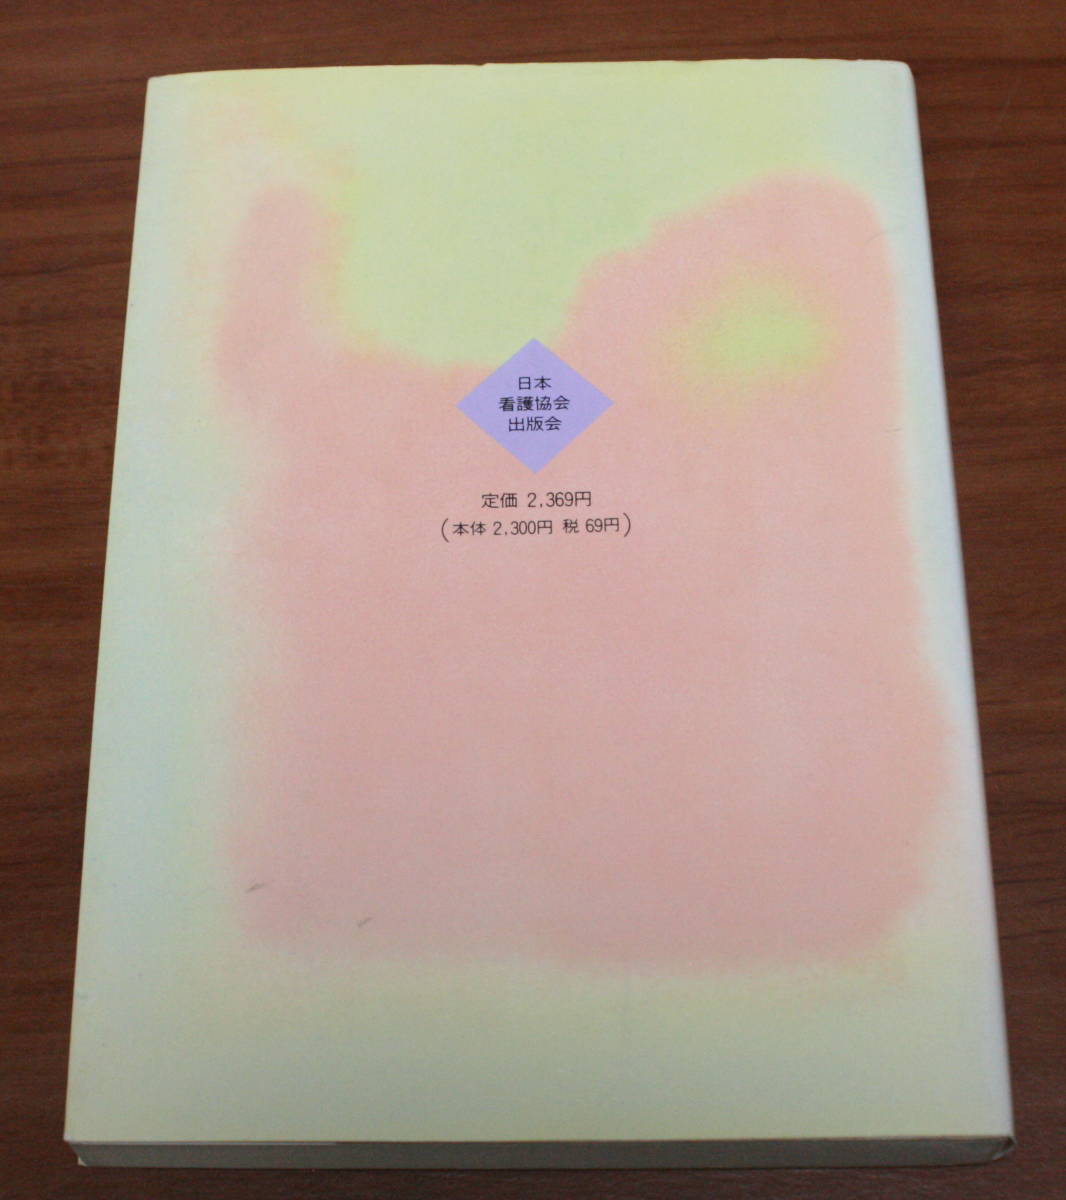 日本
看護協会
出版会
定価 2,369円
(本体 2,300円 税 69円)